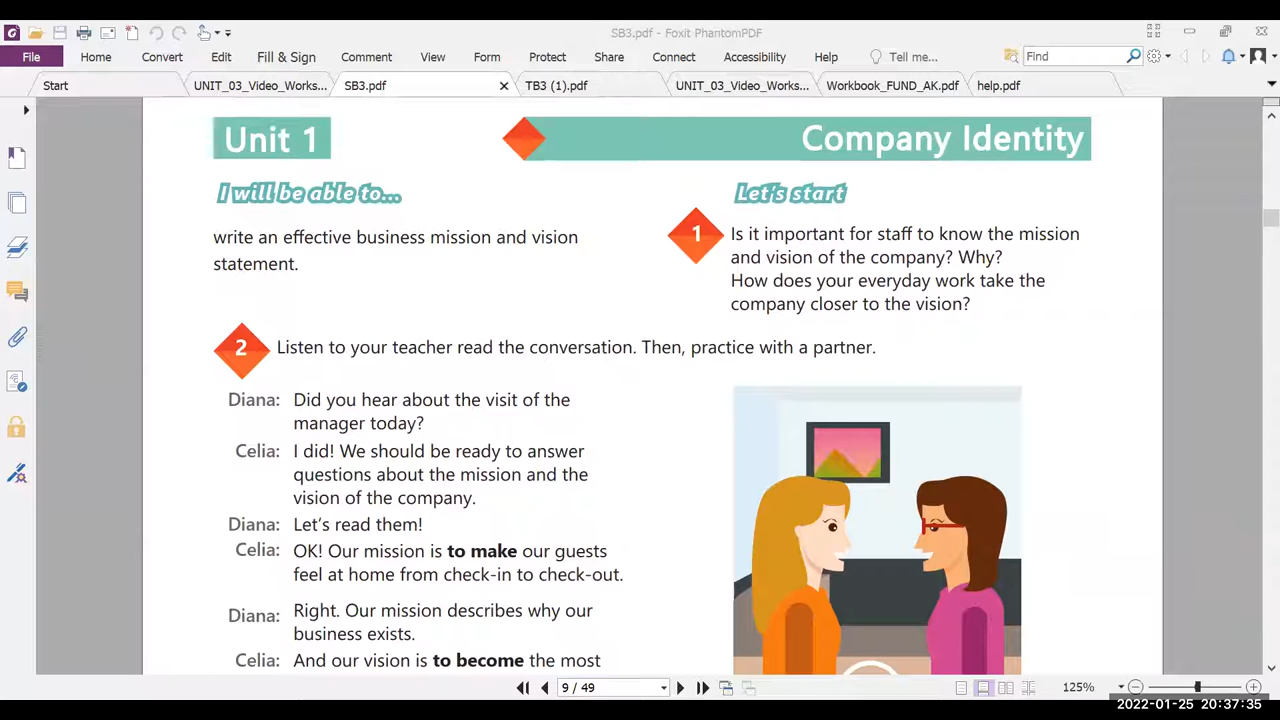 SB3.pdf - Foxit PhantomPDF
File Home Convert Edit Fill & Sign Comment View Form Protect Share Connect Accessibility Help Tell me... Find
Start UNIT_03_Video_Works... SB3.pdf TB3 (1).pdf UNIT_03_Video_Works... Workbook_FUND_AK.pdf help.pdf
Unit 1
Company Identity
I will be able to...
write an effective business mission and vision
statement.
Let's start
1
Is it important for staff to know the mission
and vision of the company? Why?
How does your everyday work take the
company closer to the vision?
2
Listen to your teacher read the conversation. Then, practice with a partner.
Diana: Did you hear about the visit of the
manager today?
Celia: I did! We should be ready to answer
questions about the mission and the
vision of the company.
Diana: Let's read them!
Celia: OK! Our mission is to make our guests
feel at home from check-in to check-out.
Diana: Right. Our mission describes why our
business exists.
Celia: And our vision is to become the most
9 / 49
125%
2022-01-25 20:37:35